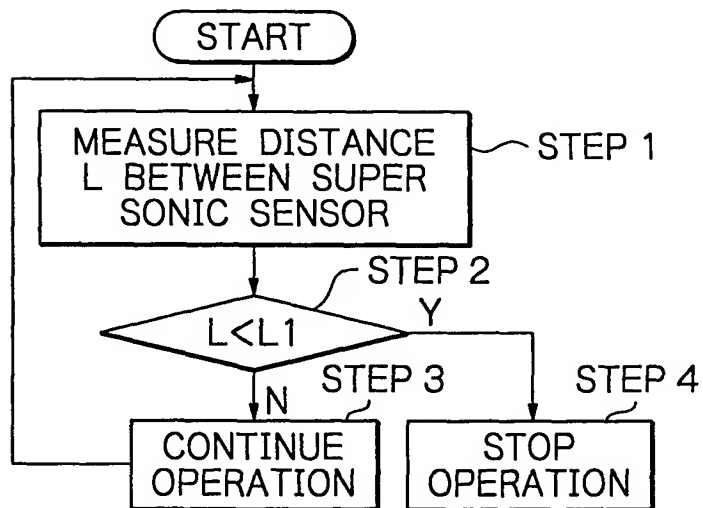 START
MEASURE DISTANCE
L BETWEEN SUPER
SONIC SENSOR
STEP 1
STEP 2
L<L1
Y
N
STEP 3
CONTINUE
OPERATION
STEP 4
STOP
OPERATION